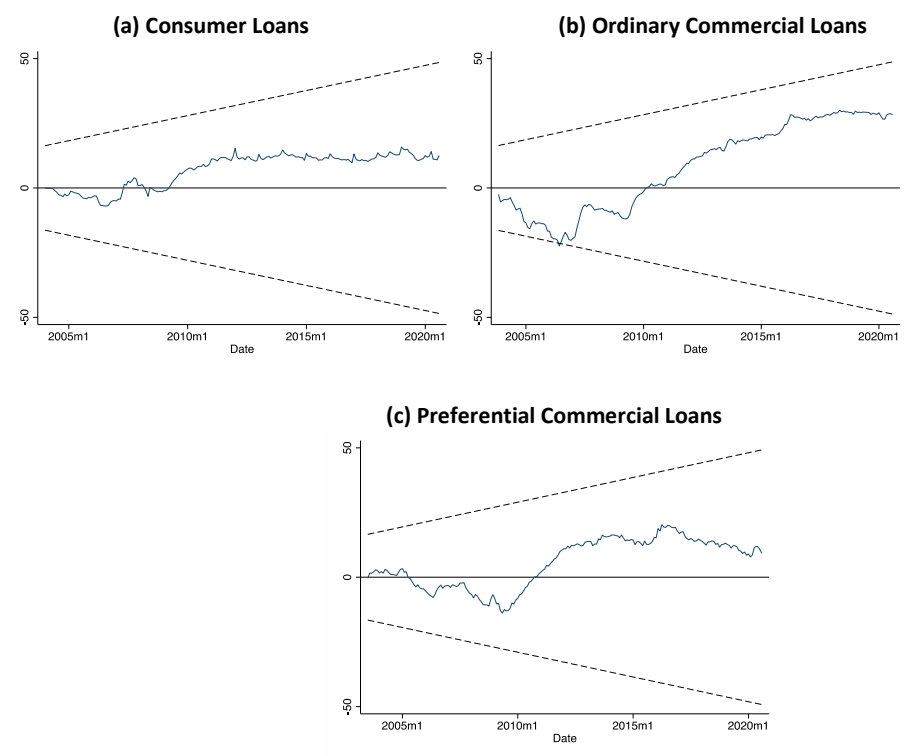 (a) Consumer Loans
50
0
-50
2005m1 2010m1 2015m1 2020m1
Date
(b) Ordinary Commercial Loans
50
0
-50
2005m1 2010m1 2015m1 2020m1
Date
(c) Preferential Commercial Loans
50
0
-50
2005m1 2010m1 2015m1 2020m1
Date